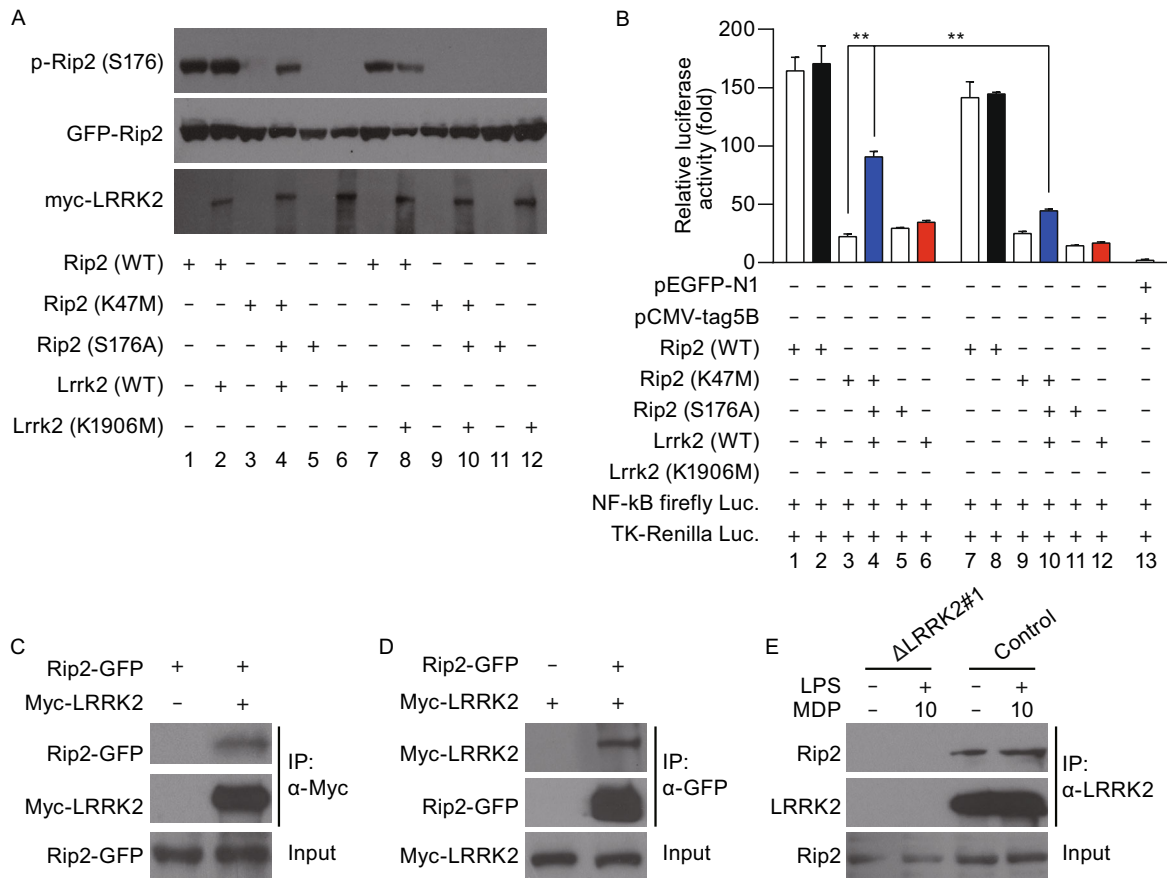 A
p-Rip2 (S176)
GFP-Rip2
myc-LRRK2
Rip2 (WT) + + – – – – + + – – – –
Rip2 (K47M) – – + + – – – – + + – –
Rip2 (S176A) – – – + + – – – – + + –
Lrrk2 (WT) – + – + – + – – – – – –
Lrrk2 (K1906M) – – – – – – – + – + – +
1 2 3 4 5 6 7 8 9 10 11 12
B
200
150
100
50
0
Relative luciferase
activity (fold)
** **
pEGFP-N1 – – – – – – – – – – – – +
pCMV-tag5B – – – – – – – – – – – – +
Rip2 (WT) + + – – – – + + – – – – –
Rip2 (K47M) – – + + – – – – + + – – –
Rip2 (S176A) – – – + + – – – – + + – –
Lrrk2 (WT) – + – + – + – – – + – + –
Lrrk2 (K1906M) – – – – – – – – – – – – –
NF-kB firefly Luc. + + + + + + + + + + + + +
TK-Renilla Luc. + + + + + + + + + + + + +
1 2 3 4 5 6 7 8 9 10 11 12 13
C
Rip2-GFP + +
Myc-LRRK2 – +
Rip2-GFP
Myc-LRRK2
IP:
α-Myc
Rip2-GFP Input
D
Rip2-GFP – +
Myc-LRRK2 + +
Myc-LRRK2
Rip2-GFP
IP:
α-GFP
Myc-LRRK2 Input
E
ΔLRRK2#1 Control
LPS – + – +
MDP – 10 – 10
Rip2
LRRK2
IP:
α-LRRK2
Rip2 Input